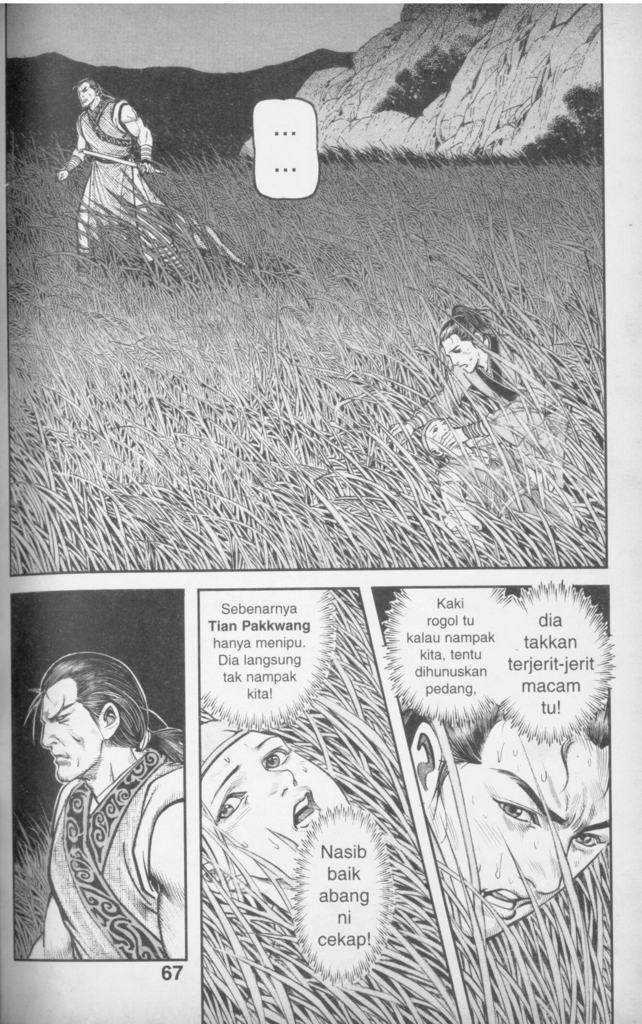 ...
...
Sebenarnya
Tian Pakkwang
hanya menipu.
Dia langsung
tak nampak
kita!
Nasib
baik
abang
ni
cekap!
Kaki
rogol tu
kalau nampak
kita, tentu
dihunuskan
pedang,
dia
takkan
terjerit-jerit
macam
tu!
67